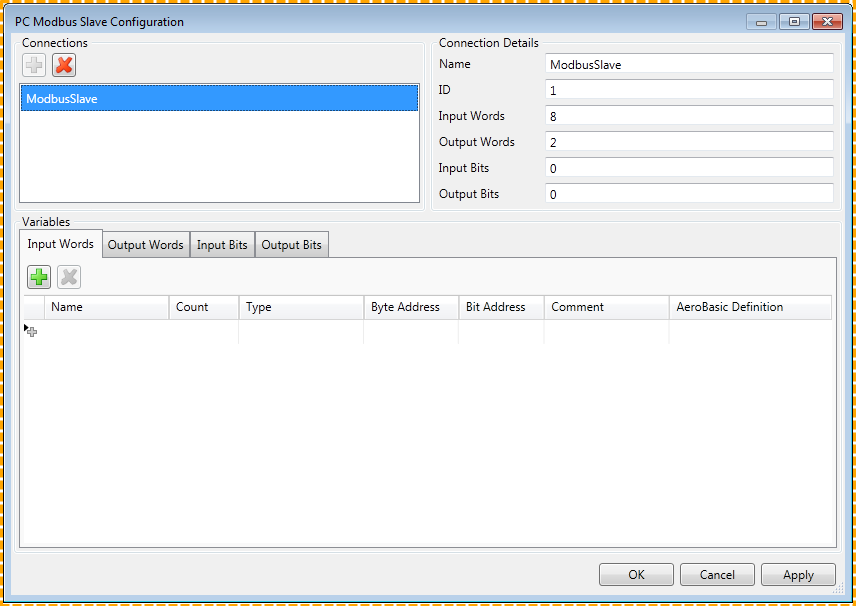 PC Modbus Slave Configuration
Connections
ModbusSlave
Connection Details
Name ModbusSlave
ID 1
Input Words 8
Output Words 2
Input Bits 0
Output Bits 0
Variables
Input Words Output Words Input Bits Output Bits
Name Count Type Byte Address Bit Address Comment AeroBasic Definition
OK Cancel Apply